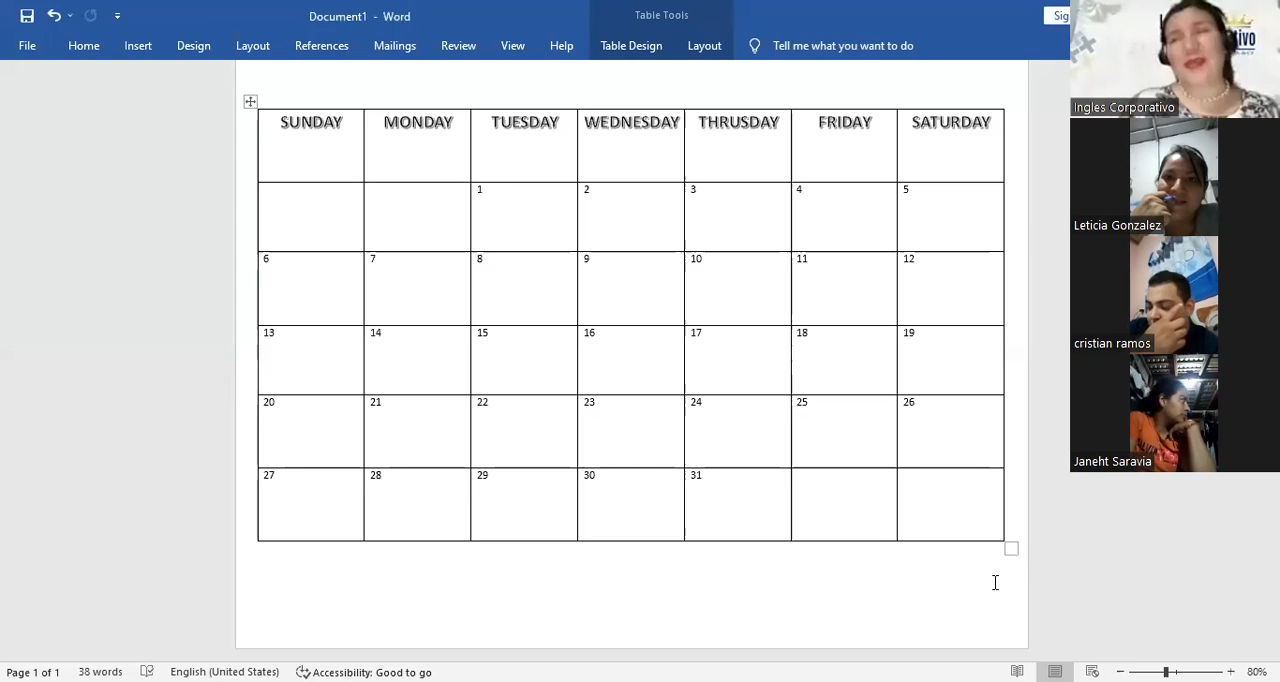 Document1 - Word
Table Tools
Sig
File Home Insert Design Layout References Mailings Review View Help Table Design Layout Tell me what you want to do
SUNDAY MONDAY TUESDAY WEDNESDAY THRUSDAY FRIDAY SATURDAY
1 2 3 4 5
6 7 8 9 10 11 12
13 14 15 16 17 18 19
20 21 22 23 24 25 26
27 28 29 30 31
Ingles Corporativo
Leticia Gonzalez
cristian ramos
Janeht Saravia
Page 1 of 1 38 words English (United States) Accessibility: Good to go 80%